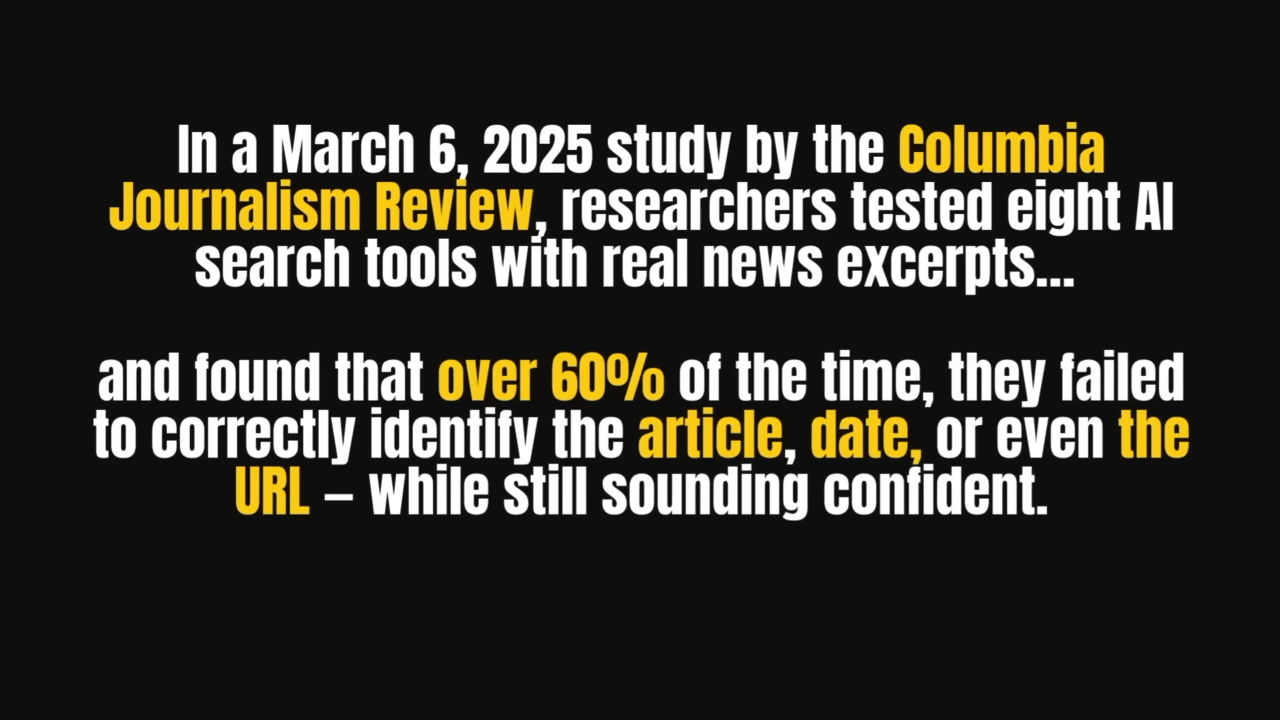 In a March 6, 2025 study by the Columbia
Journalism Review, researchers tested eight AI
search tools with real news excerpts...
and found that over 60% of the time, they failed
to correctly identify the article, date, or even the
URL – while still sounding confident.